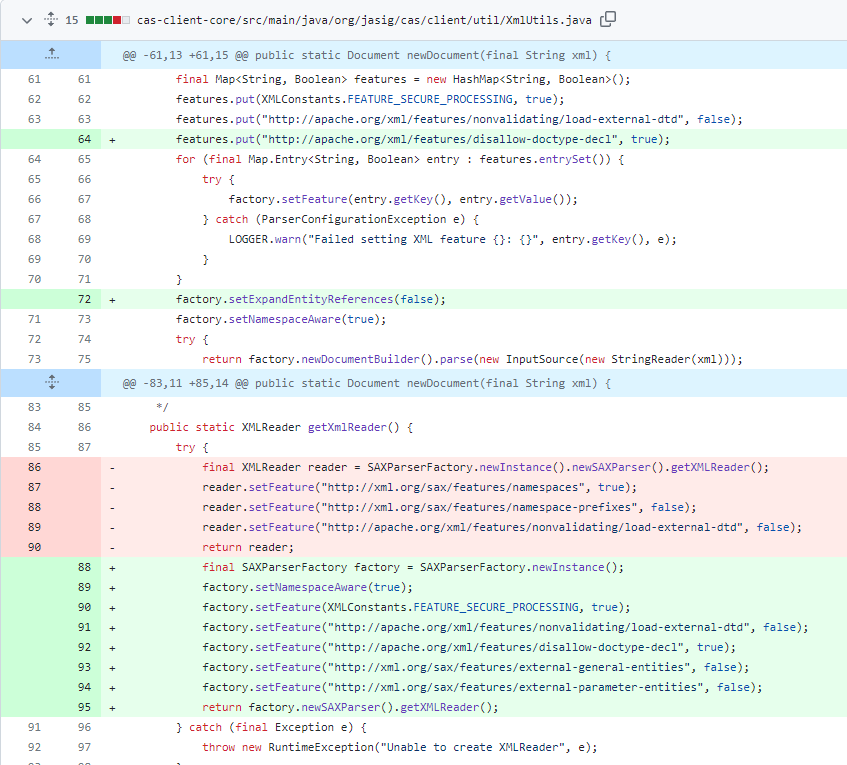 15 cas-client-core/src/main/java/org/jasig/cas/client/util/XmlUtils.java
@@ -61,13 +61,15 @@ public static Document newDocument(final String xml) {
61 61 final Map<String, Boolean> features = new HashMap<String, Boolean>();
62 62 features.put(XMLConstants.FEATURE_SECURE_PROCESSING, true);
63 63 features.put("http://apache.org/xml/features/nonvalidating/load-external-dtd", false);
64 + features.put("http://apache.org/xml/features/disallow-doctype-decl", true);
64 65 for (final Map.Entry<String, Boolean> entry : features.entrySet()) {
65 66 try {
66 67 factory.setFeature(entry.getKey(), entry.getValue());
67 68 } catch (ParserConfigurationException e) {
68 69 LOGGER.warn("Failed setting XML feature {}: {}", entry.getKey(), e);
69 70 }
70 71 }
72 + factory.setExpandEntityReferences(false);
71 73 factory.setNamespaceAware(true);
72 74 try {
73 75 return factory.newDocumentBuilder().parse(new InputSource(new StringReader(xml)));
@@ -83,11 +85,14 @@ public static Document newDocument(final String xml) {
83 85 */
84 86 public static XMLReader getXmlReader() {
85 87 try {
86 - final XMLReader reader = SAXParserFactory.newInstance().newSAXParser().getXMLReader();
87 - reader.setFeature("http://xml.org/sax/features/namespaces", true);
88 - reader.setFeature("http://xml.org/sax/features/namespace-prefixes", false);
89 - reader.setFeature("http://apache.org/xml/features/nonvalidating/load-external-dtd", false);
90 - return reader;
88 + final SAXParserFactory factory = SAXParserFactory.newInstance();
89 + factory.setNamespaceAware(true);
90 + factory.setFeature(XMLConstants.FEATURE_SECURE_PROCESSING, true);
91 + factory.setFeature("http://apache.org/xml/features/nonvalidating/load-external-dtd", false);
92 + factory.setFeature("http://apache.org/xml/features/disallow-doctype-decl", true);
93 + factory.setFeature("http://xml.org/sax/features/external-general-entities", false);
94 + factory.setFeature("http://xml.org/sax/features/external-parameter-entities", false);
95 + return factory.newSAXParser().getXMLReader();
91 96 } catch (final Exception e) {
92 97 throw new RuntimeException("Unable to create XMLReader", e);